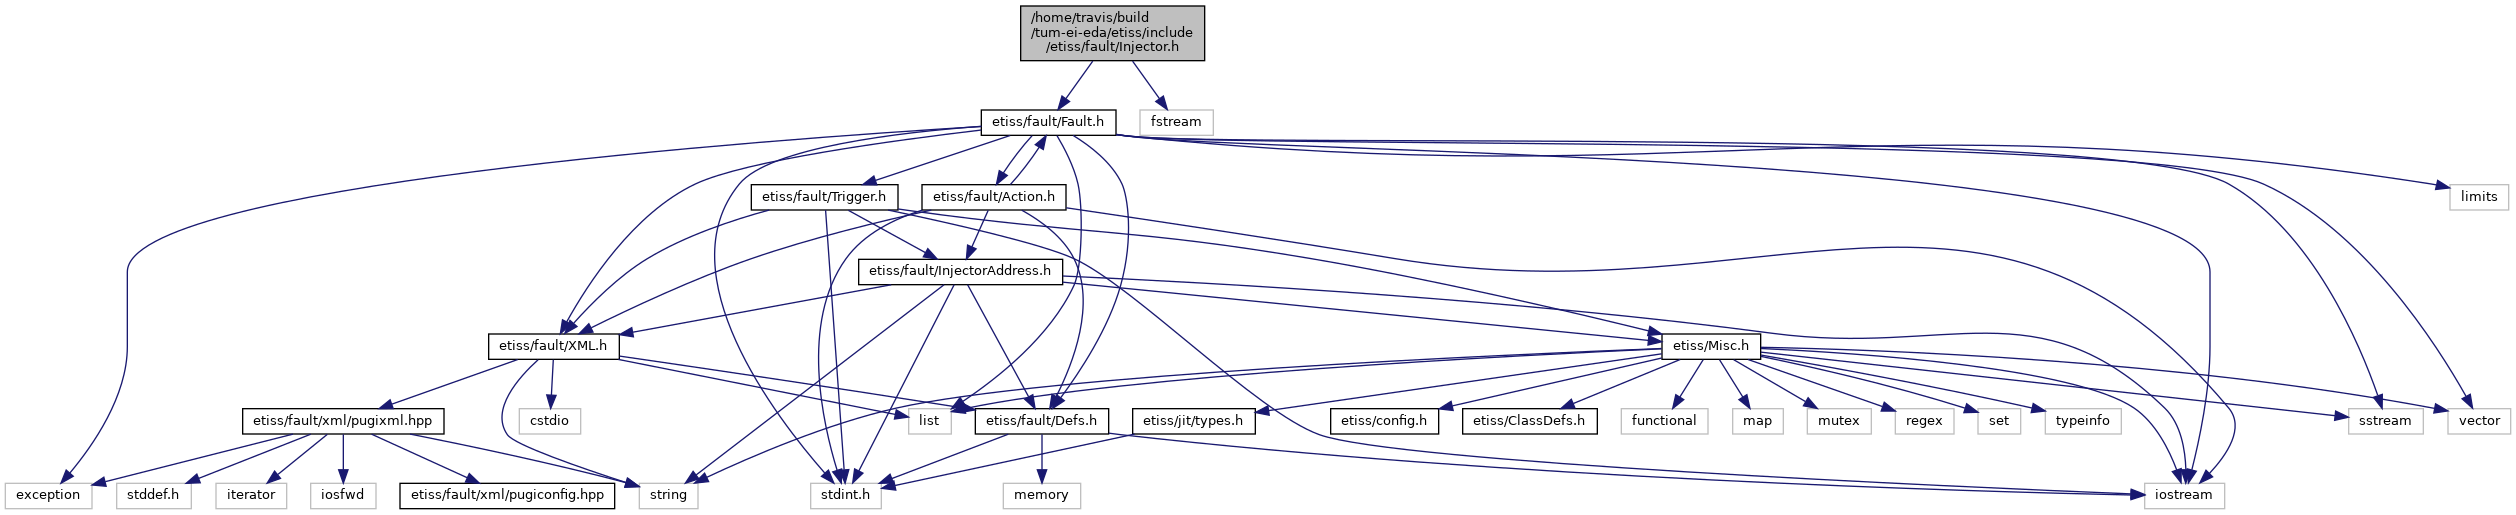 /home/travis/build
/tum-ei-eda/etiss/include
/etiss/fault/Injector.h
etiss/fault/Fault.h
fstream
etiss/fault/Trigger.h
etiss/fault/Action.h
limits
etiss/fault/InjectorAddress.h
etiss/fault/XML.h
etiss/Misc.h
etiss/fault/xml/pugixml.hpp
cstdio
list
etiss/fault/Defs.h
etiss/jit/types.h
etiss/config.h
etiss/ClassDefs.h
functional
map
mutex
regex
set
typeinfo
sstream
vector
exception
stddef.h
iterator
iosfwd
etiss/fault/xml/pugiconfig.hpp
string
stdint.h
memory
iostream